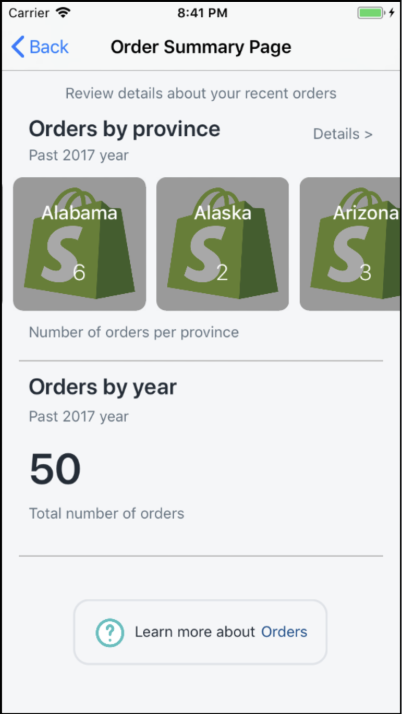 Carrier 8:41 PM
Back Order Summary Page
Review details about your recent orders
Orders by province
Details >
Past 2017 year
Alabama Alaska Arizona
S S S
6 2 3
Number of orders per province
Orders by year
Past 2017 year
50
Total number of orders
? Learn more about Orders